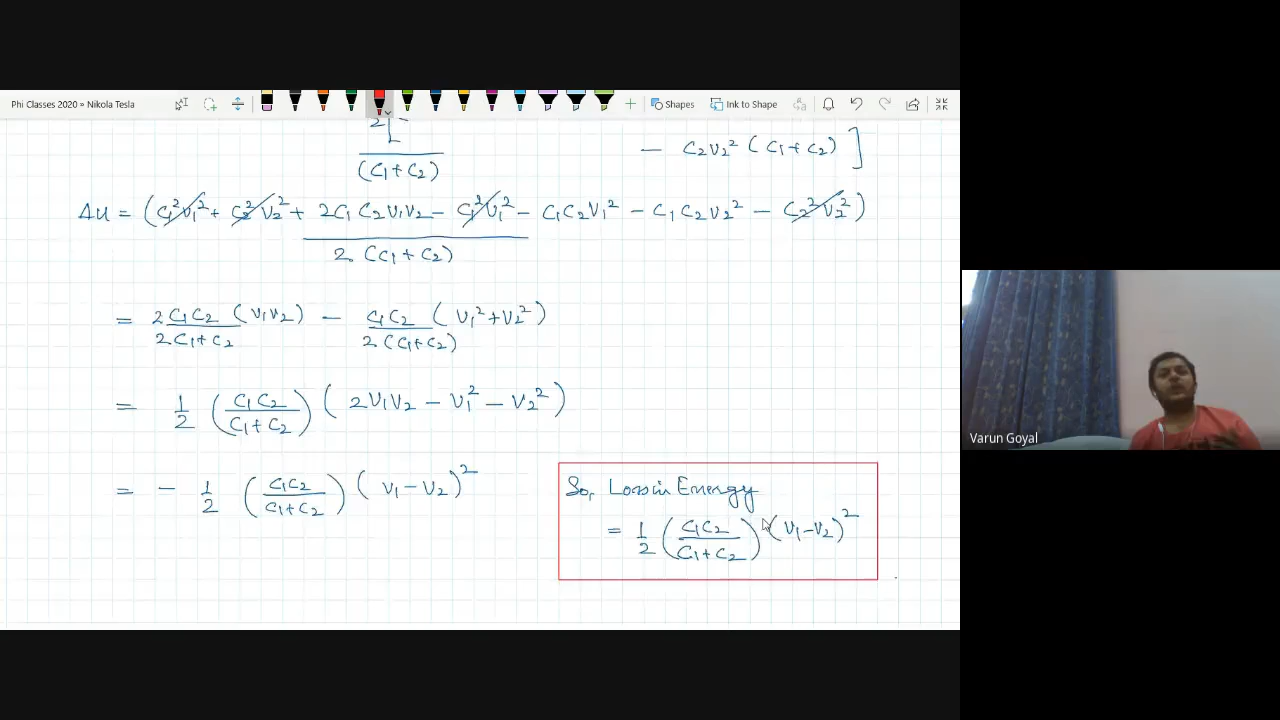 Phi Classes 2020 » Nikola Tesla
Shapes
Ink to Shape
2[
(C₁+C₂)
— C₂V₂² (C₁+C₂) ]
ΔU = (C₁²V₁² + C₂²V₂² + 2C₁C₂V₁V₂ – C₁²V₁² – C₁C₂V₁² – C₁C₂V₂² – C₂²V₂²)
2.(C₁+C₂)
= 2C₁C₂ (V₁V₂) – C₁C₂ (V₁²+V₂²)
2C₁+C₂ 2(C₁+C₂)
= 1/2 (C₁C₂/C₁+C₂) (2V₁V₂ – V₁² – V₂²)
= – 1/2 (C₁C₂/C₁+C₂) (V₁–V₂)²
So, Loss in Energy
= 1/2 (C₁C₂/C₁+C₂) (V₁–V₂)²
Varun Goyal